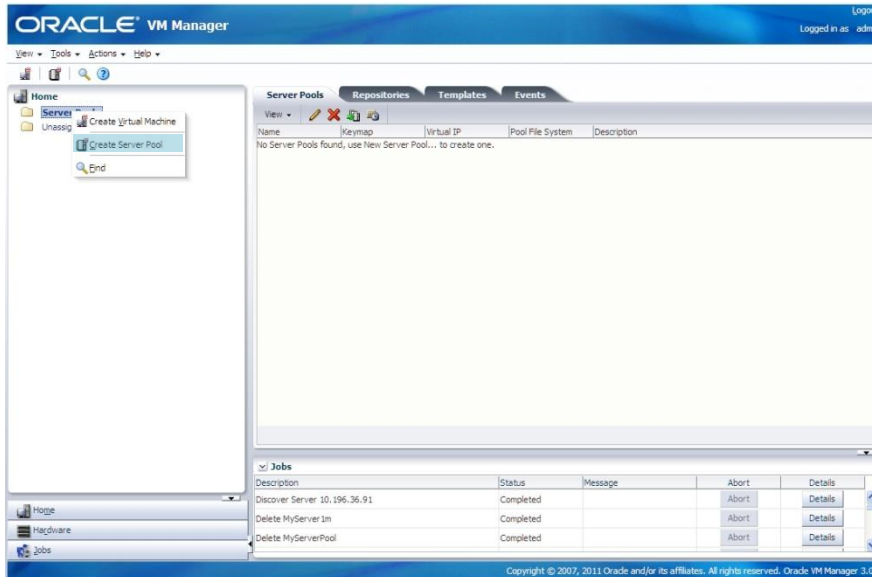 Logou
ORACLE VM Manager
Logged in as adm
View Tools Actions Help
Home
Server Pools
Unassig
Create Virtual Machine
Create Server Pool
Find
Server Pools Repositories Templates Events
View
Name Keymap Virtual IP Pool File System Description
No Server Pools found, use New Server Pool... to create one.
Jobs
Description Status Message Abort Details
Discover Server 10.196.36.91 Completed Abort Details
Delete MyServer1m Completed Abort Details
Delete MyServerPool Completed Abort Details
Home
Hardware
Jobs
Copyright © 2007, 2011 Oracle and/or its affiliates. All rights reserved. Oracle VM Manager 3.0